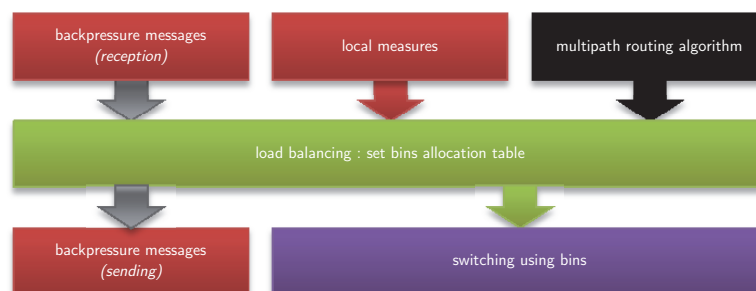 backpressure messages
(reception)
local measures
multipath routing algorithm
load balancing : set bins allocation table
backpressure messages
(sending)
switching using bins